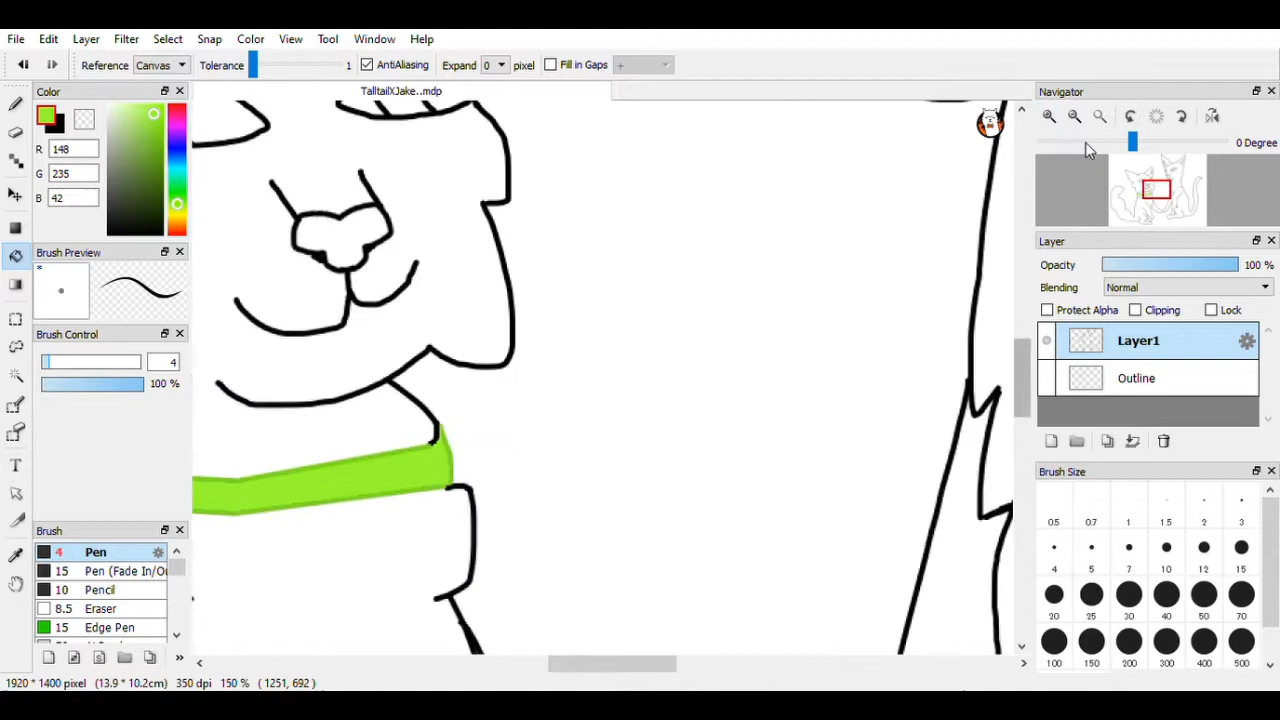 File Edit Layer Filter Select Snap Color View Tool Window Help
Reference Canvas Tolerance 1 AntiAliasing Expand 0 pixel Fill in Gaps +
Color
R 148
G 235
B 42
Brush Preview
*
Brush Control
4
100 %
Brush
4 Pen
15 Pen (Fade In/Ou
10 Pencil
8.5 Eraser
15 Edge Pen
TalltailXJake..mdp
Navigator
0 Degree
Layer
Opacity 100 %
Blending Normal
Protect Alpha Clipping Lock
Layer1
Outline
Brush Size
0.5 0.7 1 1.5 2 3
4 5 7 10 12 15
20 25 30 40 50 70
100 150 200 300 400 500
1920 * 1400 pixel (13.9 * 10.2cm) 350 dpi 150 % ( 1251, 692 )